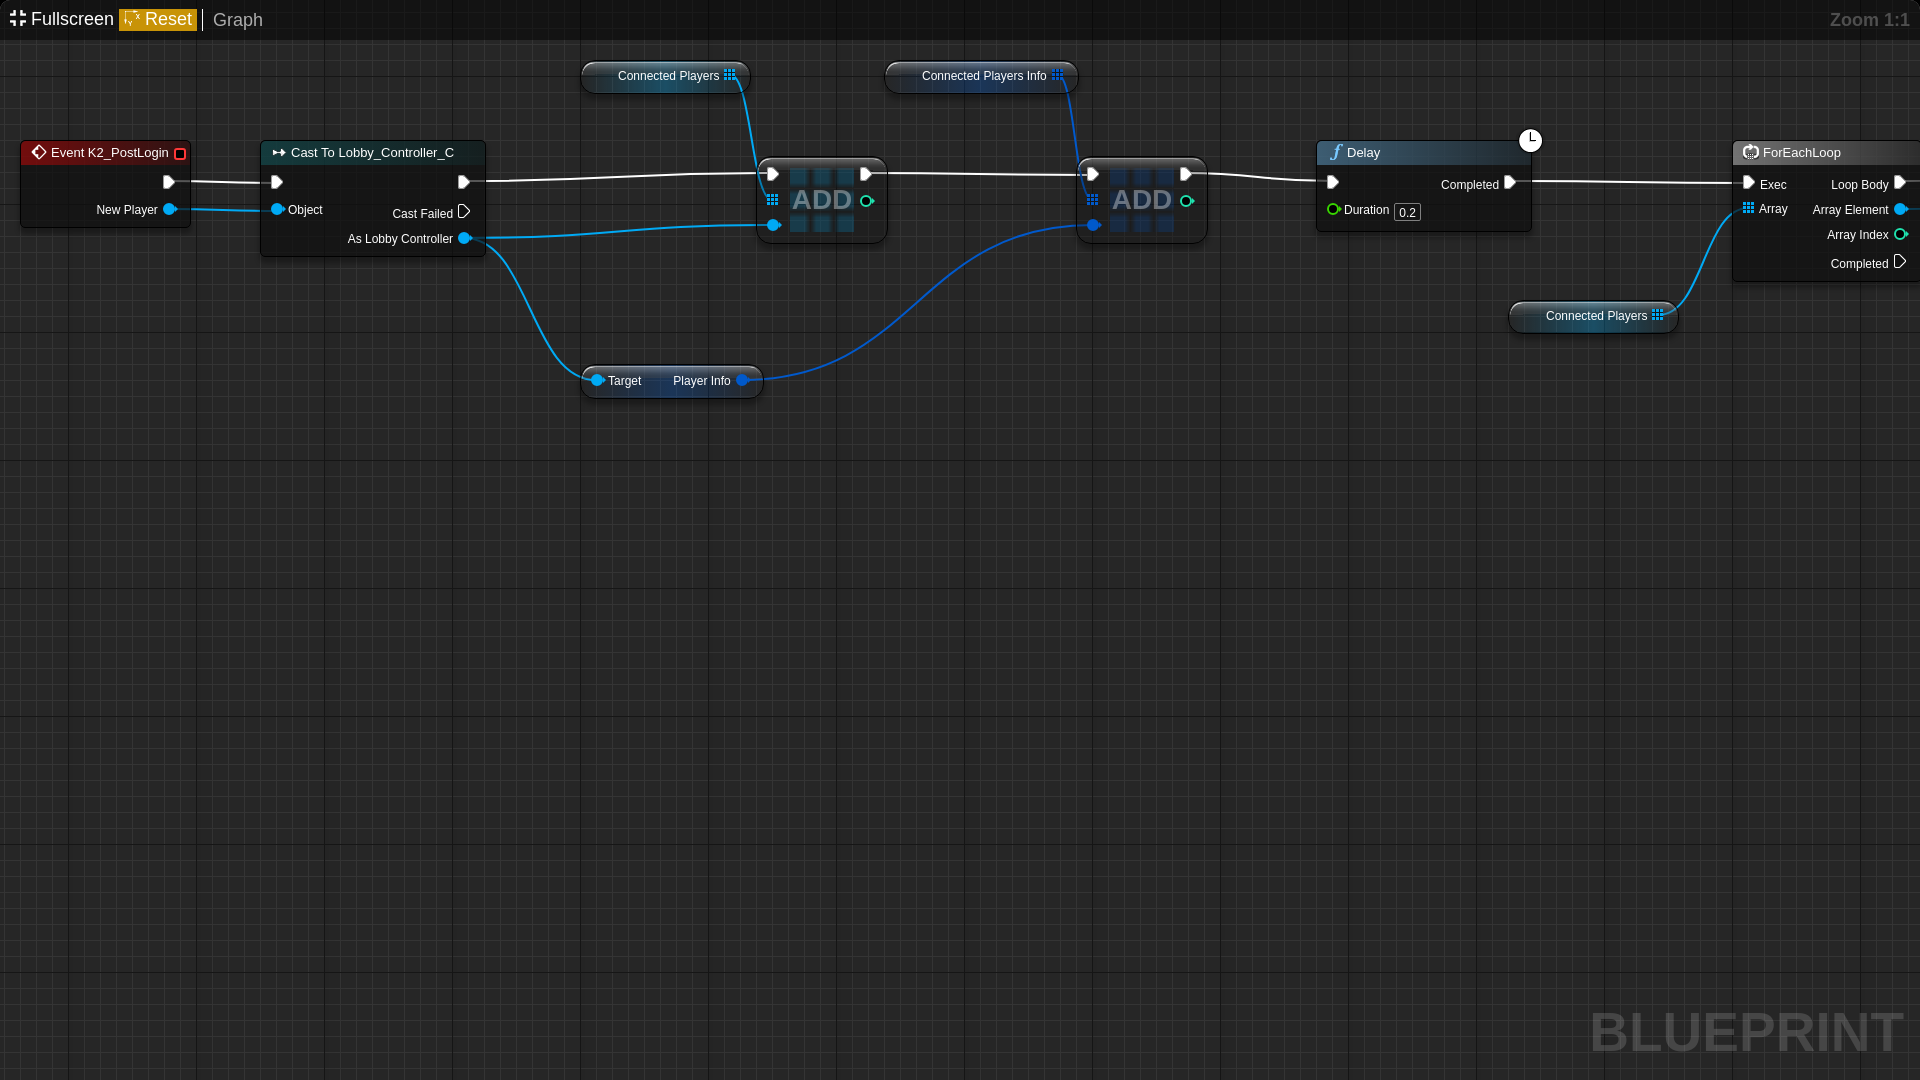 Fullscreen Reset Graph Zoom 1:1
Connected Players
Connected Players Info
Event K2_PostLogin
New Player
Cast To Lobby_Controller_C
Object
Cast Failed
As Lobby Controller
ADD
ADD
Delay
Completed
Duration 0.2
ForEachLoop
Exec Loop Body
Array Array Element
Array Index
Completed
Connected Players
Target Player Info
BLUEPRINT